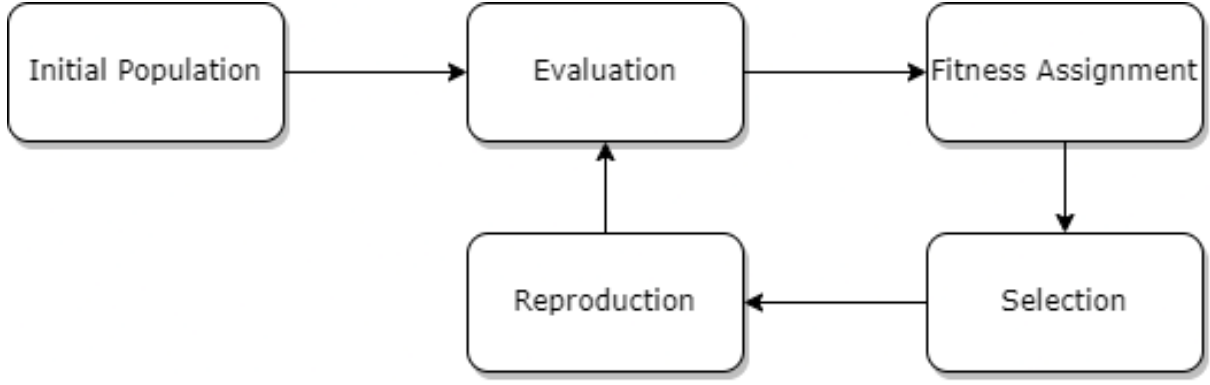 Initial Population
Evaluation
Fitness Assignment
Reproduction
Selection